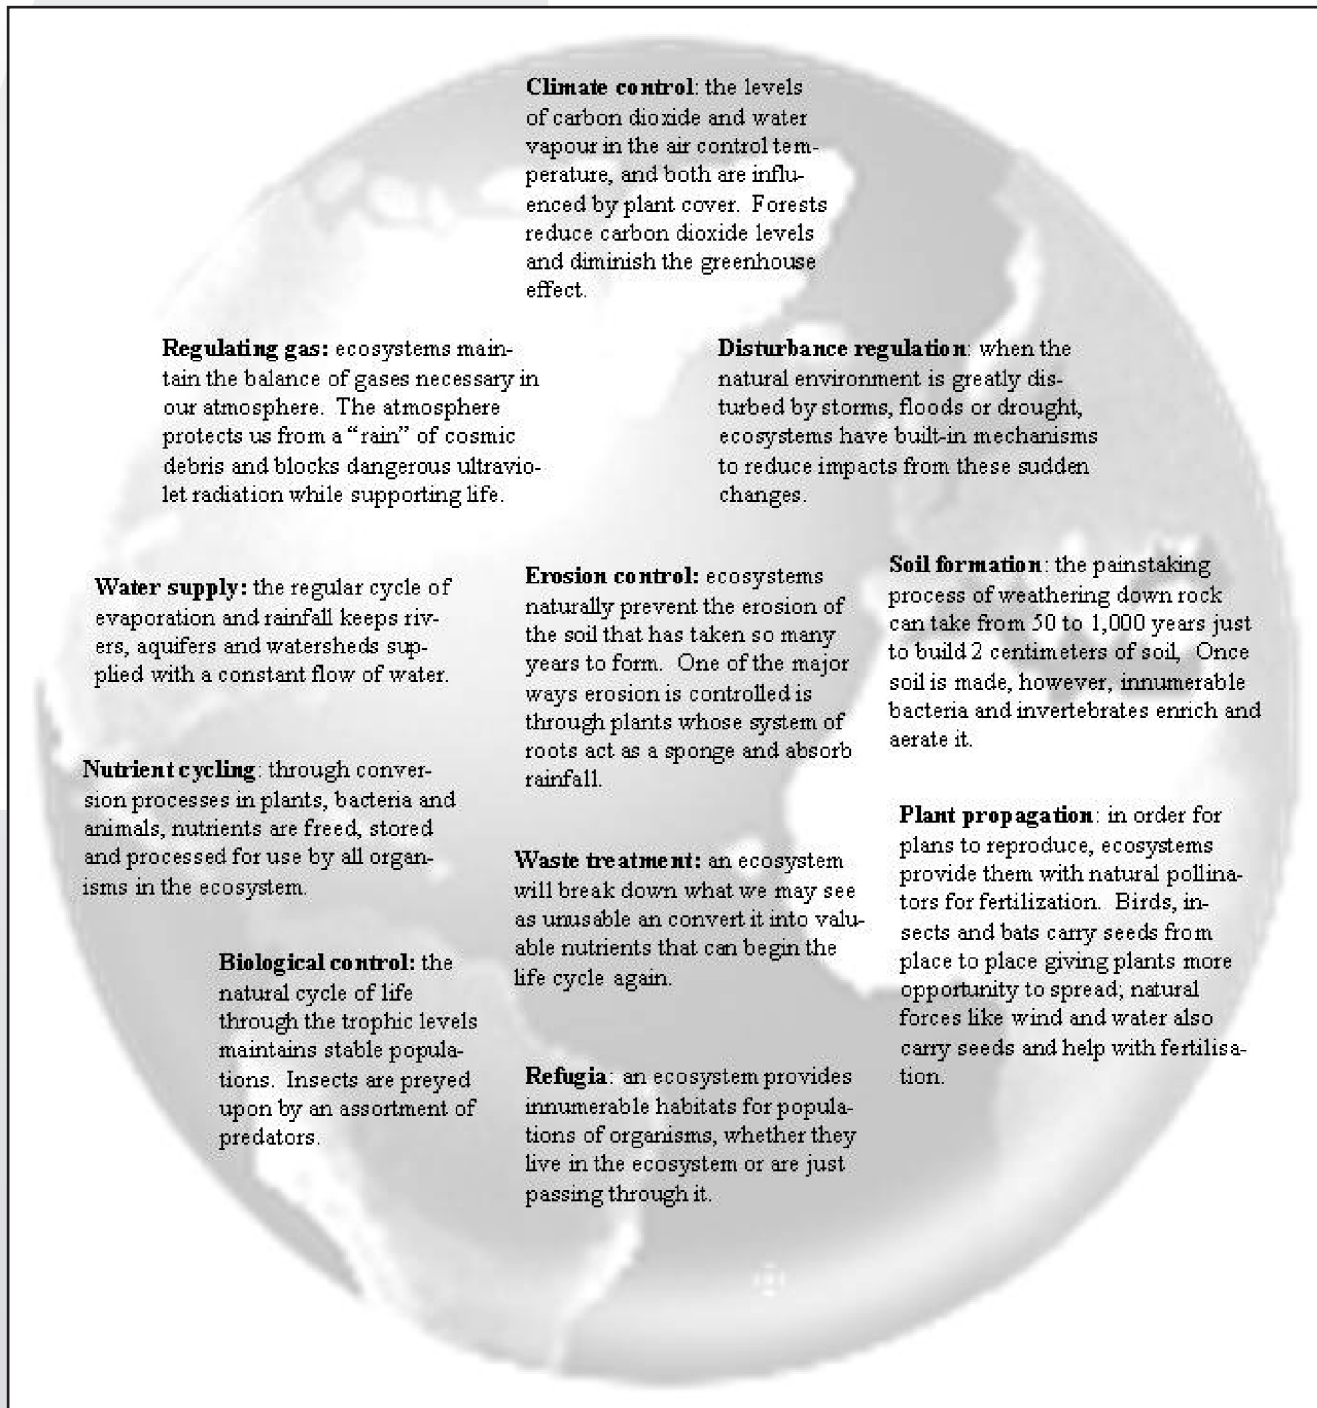 Climate control: the levels
of carbon dioxide and water
vapour in the air control tem-
perature, and both are influ-
enced by plant cover.  Forests
reduce carbon dioxide levels
and diminish the greenhouse
effect.
Regulating gas: ecosystems main-
tain the balance of gases necessary in
our atmosphere.  The atmosphere
protects us from a “rain” of cosmic
debris and blocks dangerous ultravio-
let radiation while supporting life.
Disturbance regulation: when the
natural environment is greatly dis-
turbed by storms, floods or drought,
ecosystems have built-in mechanisms
to reduce impacts from these sudden
changes.
Water supply: the regular cycle of
evaporation and rainfall keeps riv-
ers, aquifers and watersheds sup-
plied with a constant flow of water.
Erosion control: ecosystems
naturally prevent the erosion of
the soil that has taken so many
years to form.  One of the major
ways erosion is controlled is
through plants whose system of
roots act as a sponge and absorb
rainfall.
Soil formation: the painstaking
process of weathering down rock
can take from 50 to 1,000 years just
to build 2 centimeters of soil,  Once
soil is made, however, innumerable
bacteria and invertebrates enrich and
aerate it.
Nutrient cycling: through conver-
sion processes in plants, bacteria and
animals, nutrients are freed, stored
and processed for use by all organ-
isms in the ecosystem.
Waste treatment: an ecosystem
will break down what we may see
as unusable an convert it into valu-
able nutrients that can begin the
life cycle again.
Plant propagation: in order for
plans to reproduce, ecosystems
provide them with natural pollina-
tors for fertilization.  Birds, in-
sects and bats carry seeds from
place to place giving plants more
opportunity to spread; natural
forces like wind and water also
carry seeds and help with fertilisa-
tion.
Biological control: the
natural cycle of life
through the trophic levels
maintains stable popula-
tions.  Insects are preyed
upon by an assortment of
predators.
Refugia: an ecosystem provides
innumerable habitats for popula-
tions of organisms, whether they
live in the ecosystem or are just
passing through it.